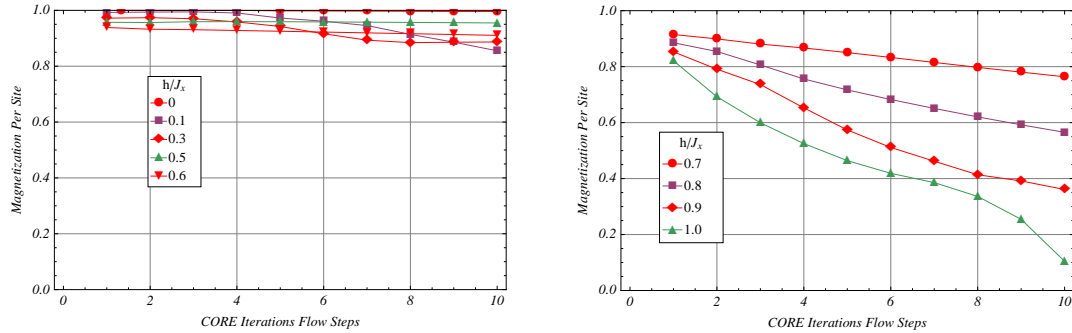 1.0
0.8
0.6
0.4
0.2
0.0
Magnetization Per Site
h/Jx
0
0.1
0.3
0.5
0.6
0 2 4 6 8 10
CORE Iterations Flow Steps
1.0
0.8
0.6
0.4
0.2
0.0
Magnetization Per Site
h/Jx
0.7
0.8
0.9
1.0
0 2 4 6 8 10
CORE Iterations Flow Steps